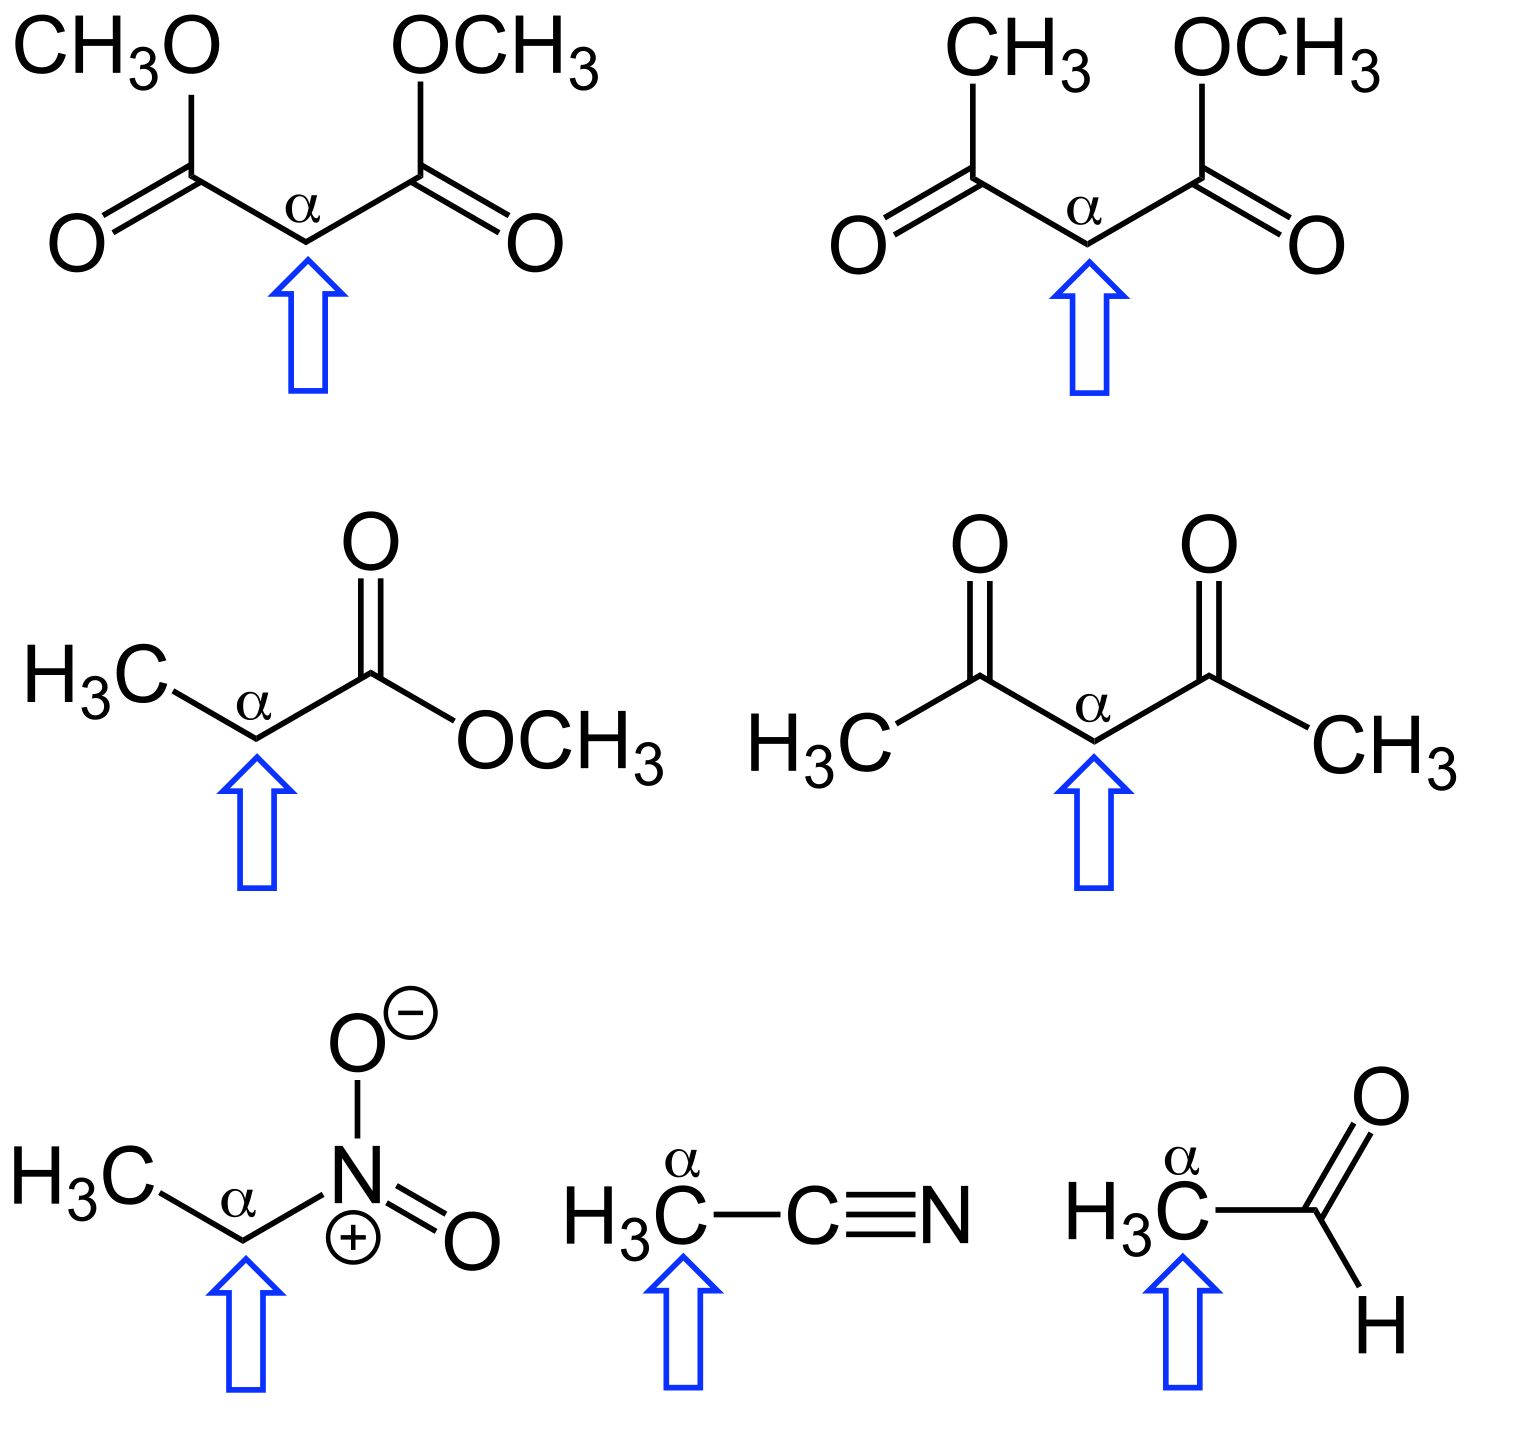 CH3O OCH3 CH3 OCH3
α α
O O O O
O O O
H3C α OCH3 H3C α CH3
O−
H3C α N+ O
α
H3C C N
α
H3C O H